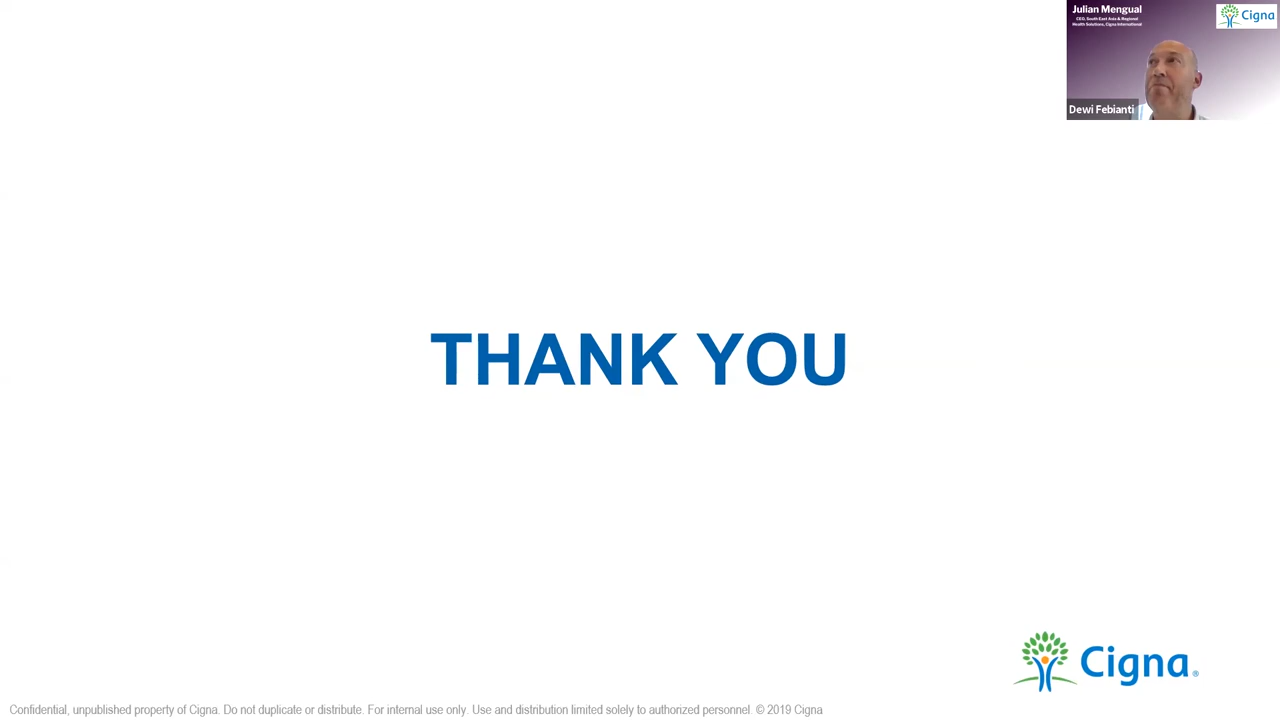 Julian Mengual
CEO, South East Asia & Regional
Health Solutions, Cigna International
Cigna
Dewi Febianti
THANK YOU
Cigna®
Confidential, unpublished property of Cigna. Do not duplicate or distribute. For internal use only. Use and distribution limited solely to authorized personnel. © 2019 Cigna